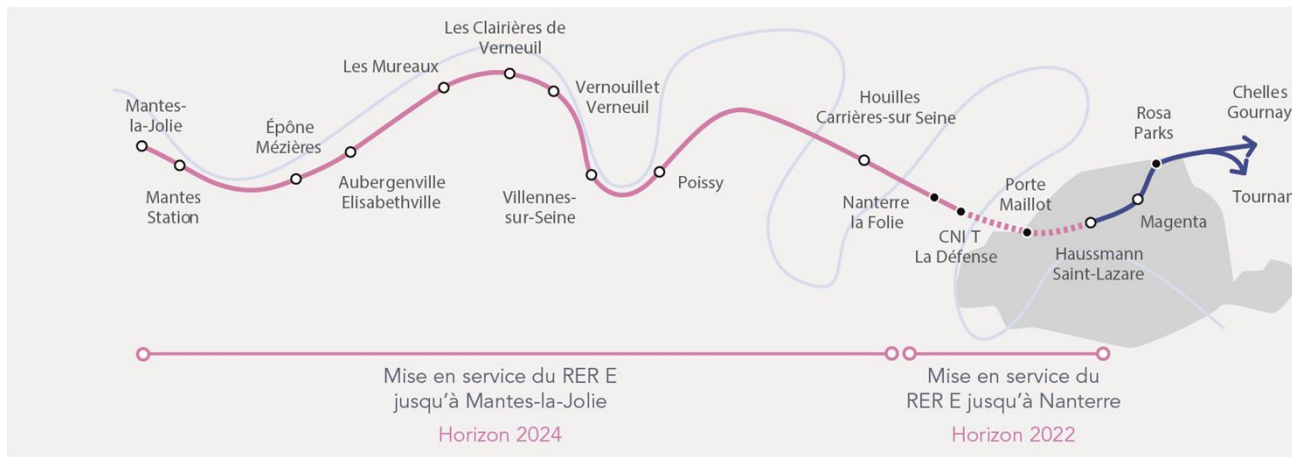 Mantes-
la-Jolie
Mantes
Station
Épône
Mézières
Aubergenville
Elisabethville
Les Mureaux
Les Clairières de
Verneuil
Vernouillet
Verneuil
Villennes-
sur-Seine
Poissy
Houilles
Carrières-sur Seine
Nanterre
la Folie
CNI T
La Défense
Porte
Maillot
Haussmann
Saint-Lazare
Magenta
Rosa
Parks
Chelles
Gournay
Tournan
Mise en service du RER E
jusqu'à Mantes-la-Jolie
Horizon 2024
Mise en service du
RER E jusqu'à Nanterre
Horizon 2022